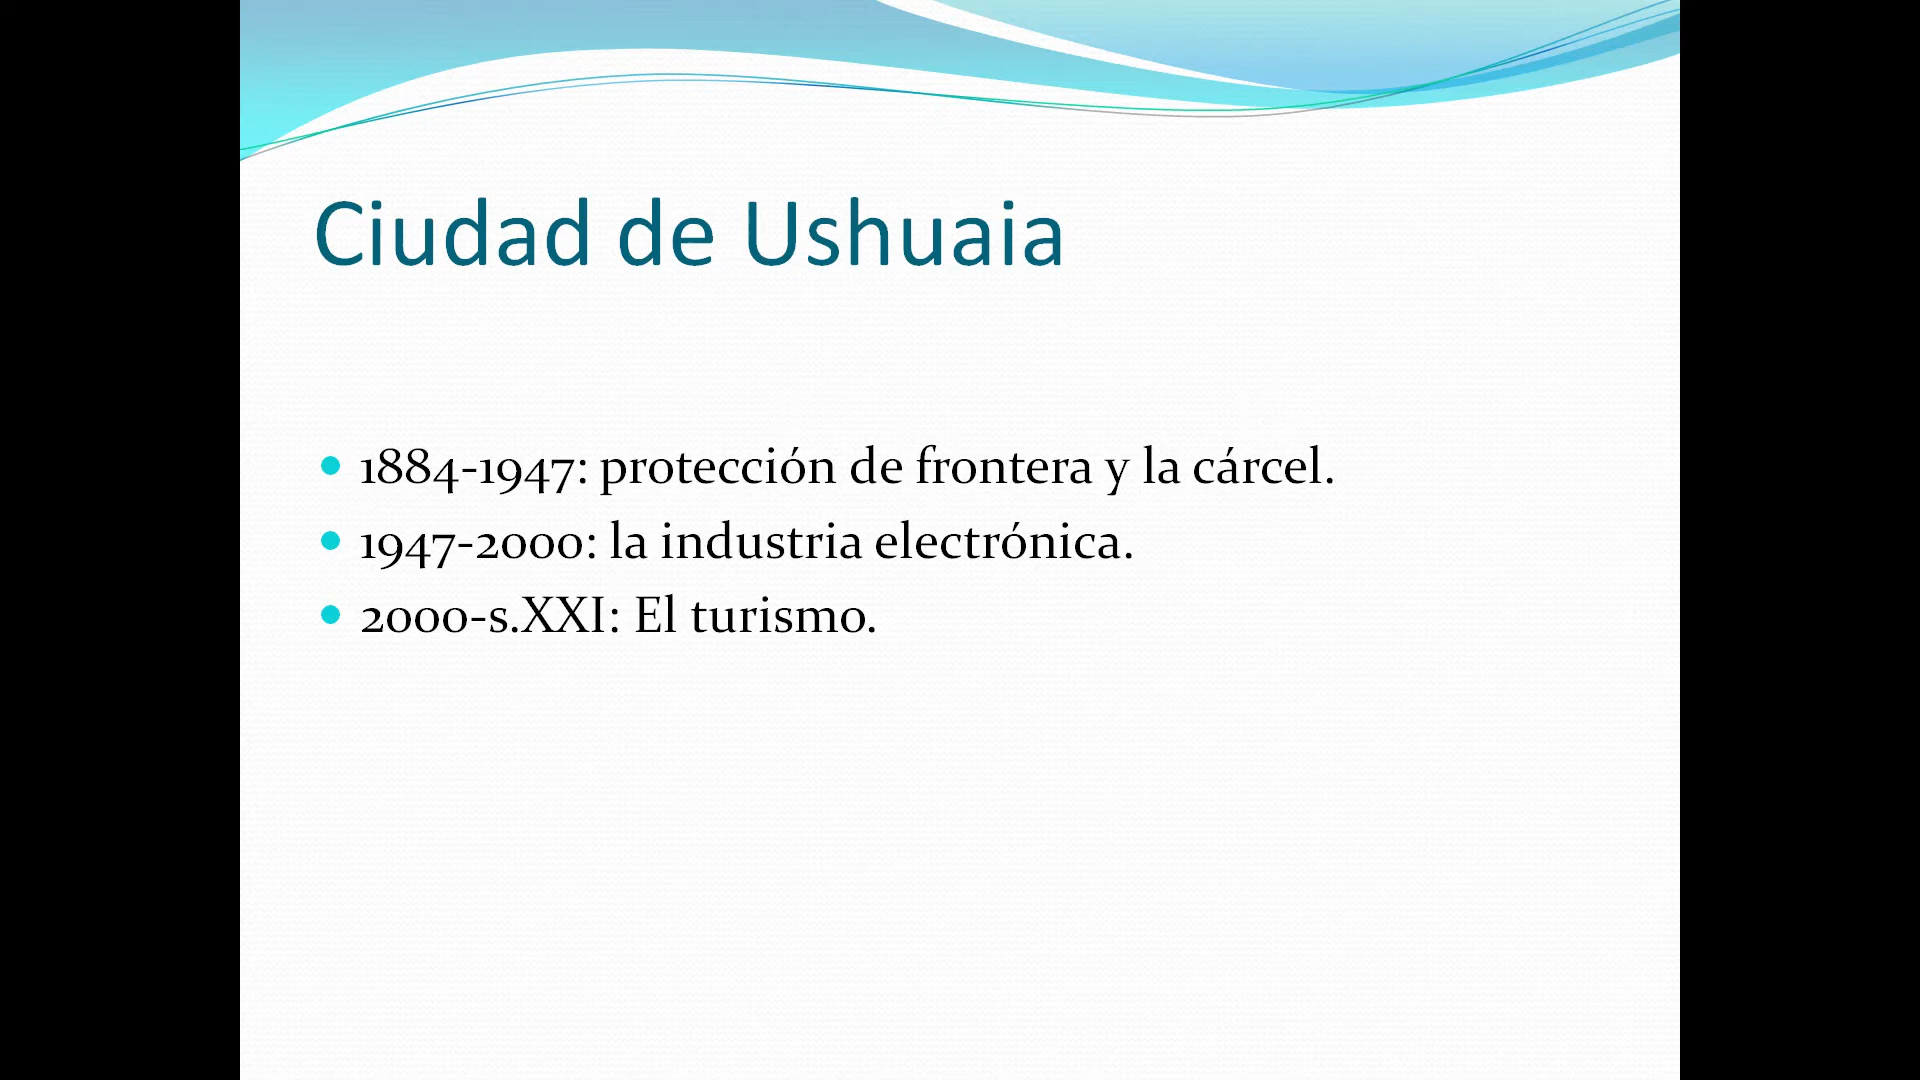 Ciudad de Ushuaia
• 1884-1947: protección de frontera y la cárcel.
• 1947-2000: la industria electrónica.
• 2000-s.XXI: El turismo.